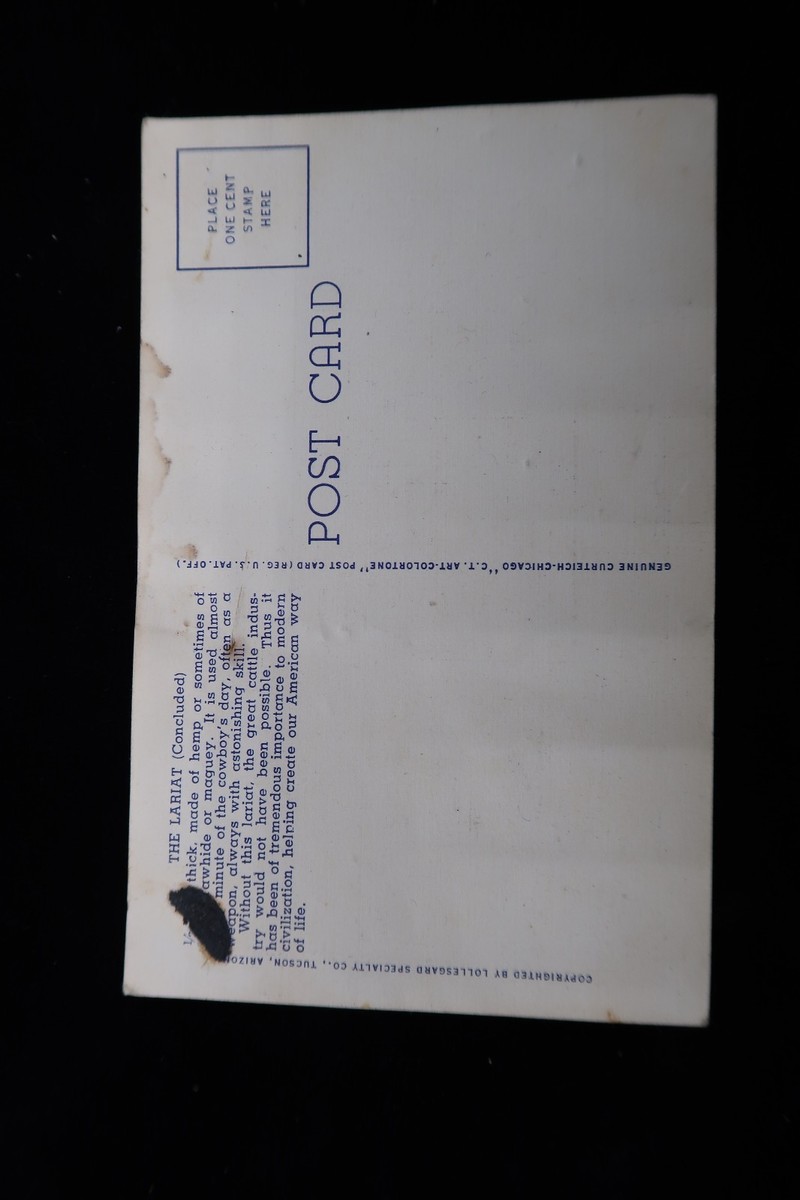 THE LARIAT (Concluded)
thick, made of hemp or sometimes of
awhide or maguey. It is used almost
minute of the cowboy's day, often as a
weapon, always with astonishing skill.
Without this lariat, the great cattle indus-
try would not have been possible. Thus it
has been of tremendous importance to modern
civilization, helping create our American way
of life.
COPYRIGHTED BY LOLLESGARD SPECIALTY CO., TUCSON, ARIZON
GENUINE CURTEICH-CHICAGO "C.T. ART-COLORTONE" POST CARD (REG. U.S. PAT. OFF.)
POST CARD
PLACE
ONE CENT
STAMP
HERE